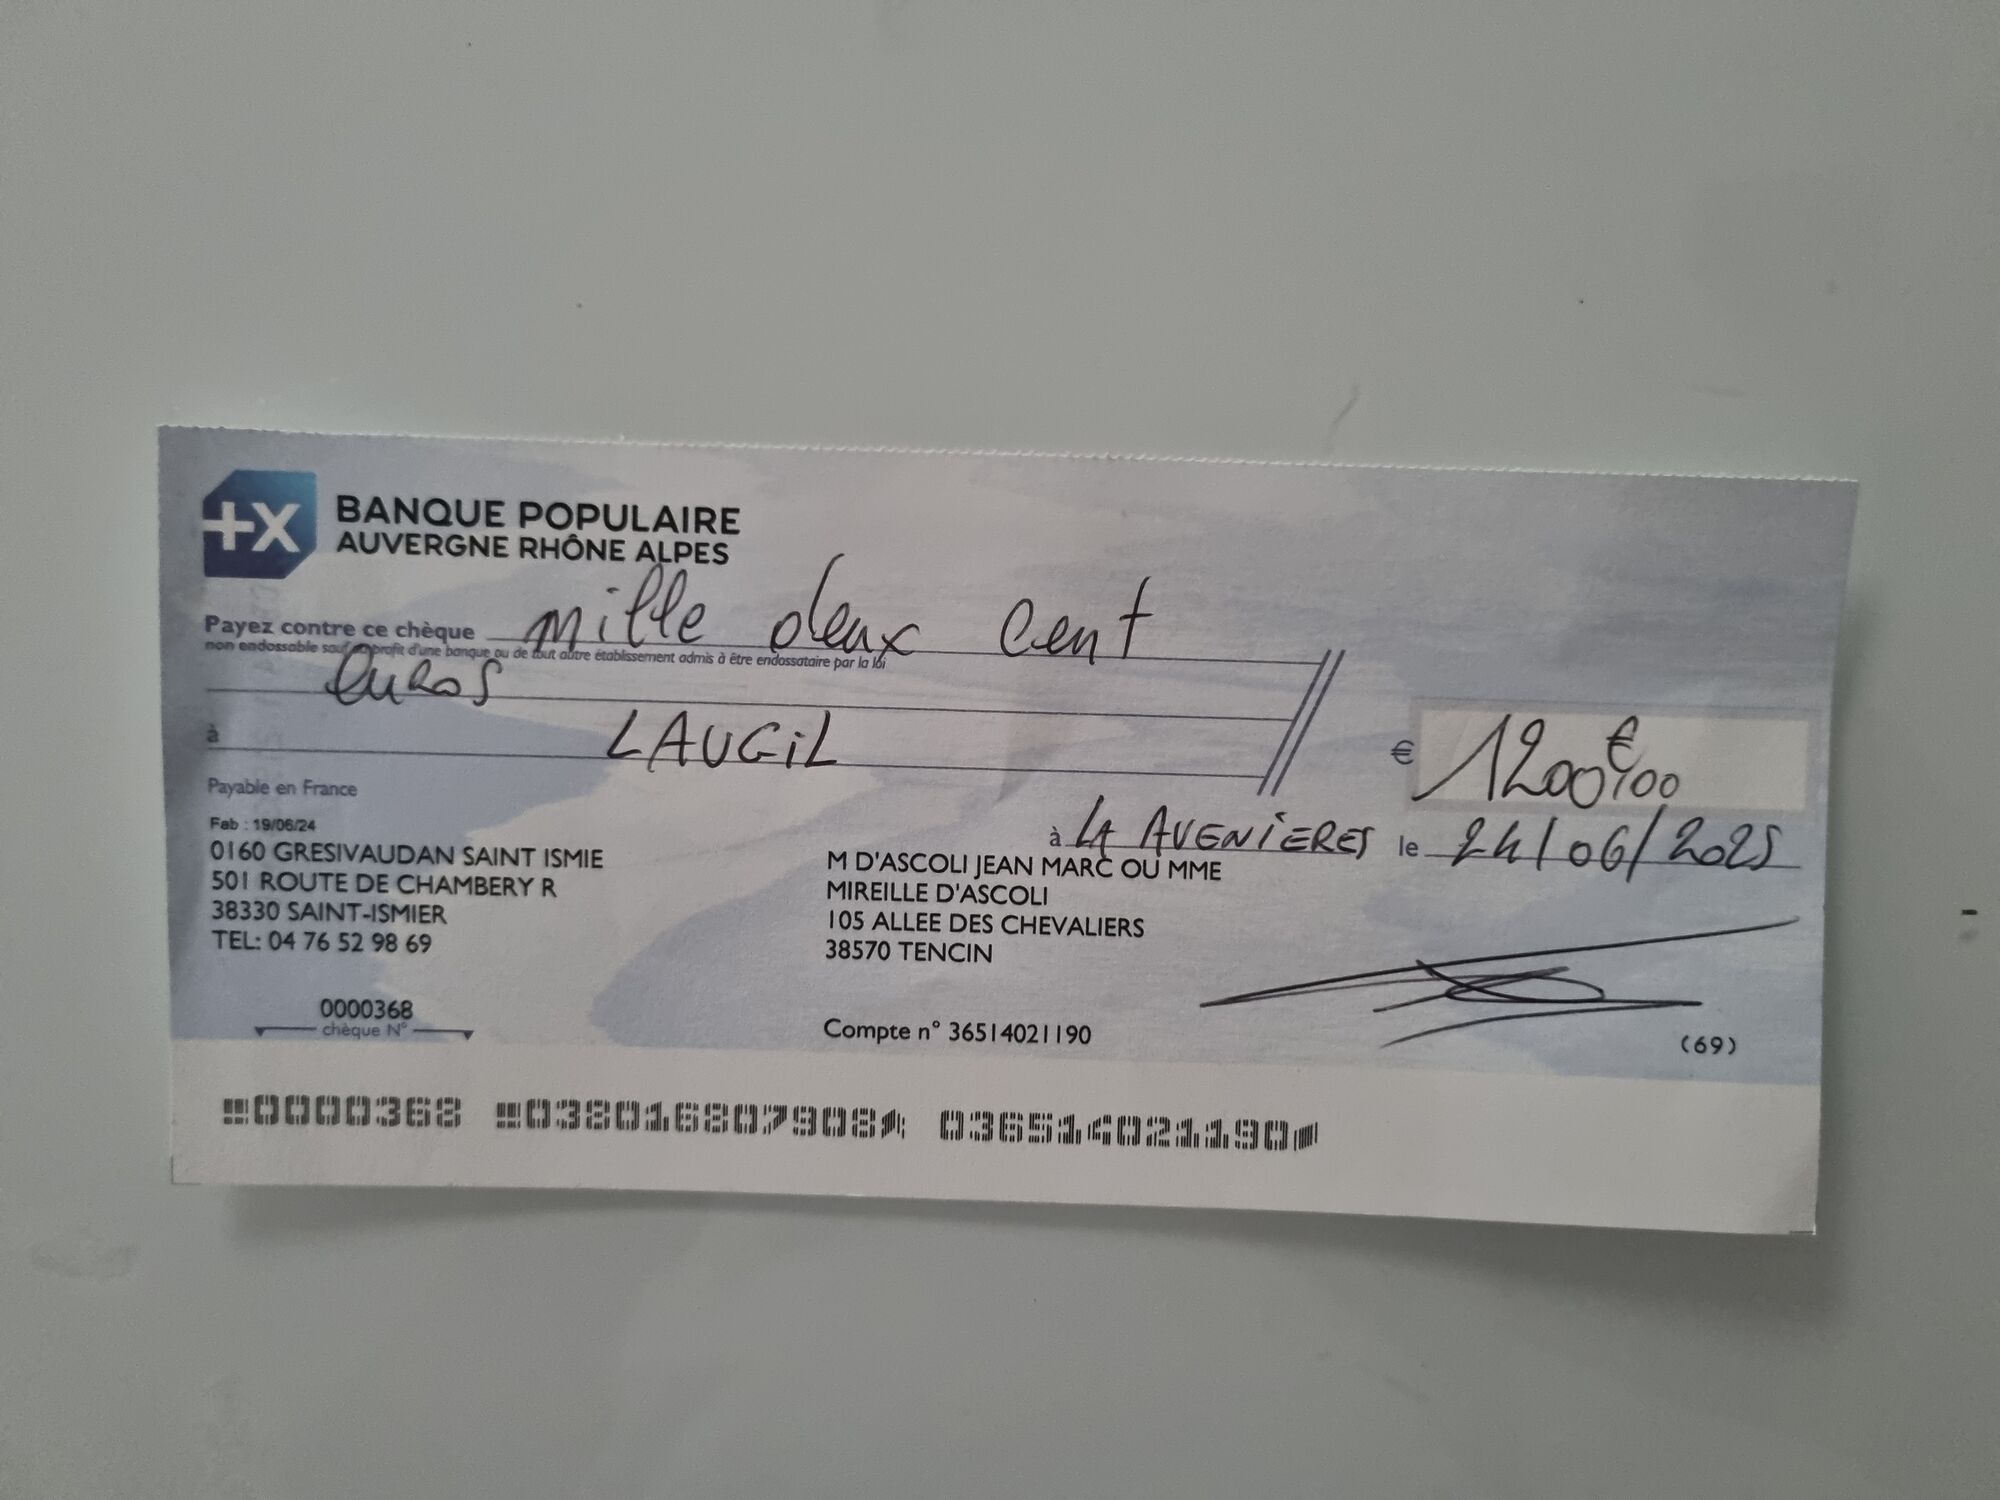 +X BANQUE POPULAIRE
AUVERGNE RHÔNE ALPES
Payez contre ce chèque mille deux cent
non endossable sauf au profit d'une banque ou de tout autre établissement admis à être endossataire par la loi
euros
à LAUGIL
€ 1200€,00
Payable en France
à LA AVENIERES le 24/06/2025
Fab : 19/06/24
0160 GRESIVAUDAN SAINT ISMIE
501 ROUTE DE CHAMBERY R
38330 SAINT-ISMIER
TEL: 04 76 52 98 69
M D'ASCOLI JEAN MARC OU MME
MIREILLE D'ASCOLI
105 ALLEE DES CHEVALIERS
38570 TENCIN
0000368
chèque N°
Compte n° 36514021190
(69)
0000368 038016807908 036514021190